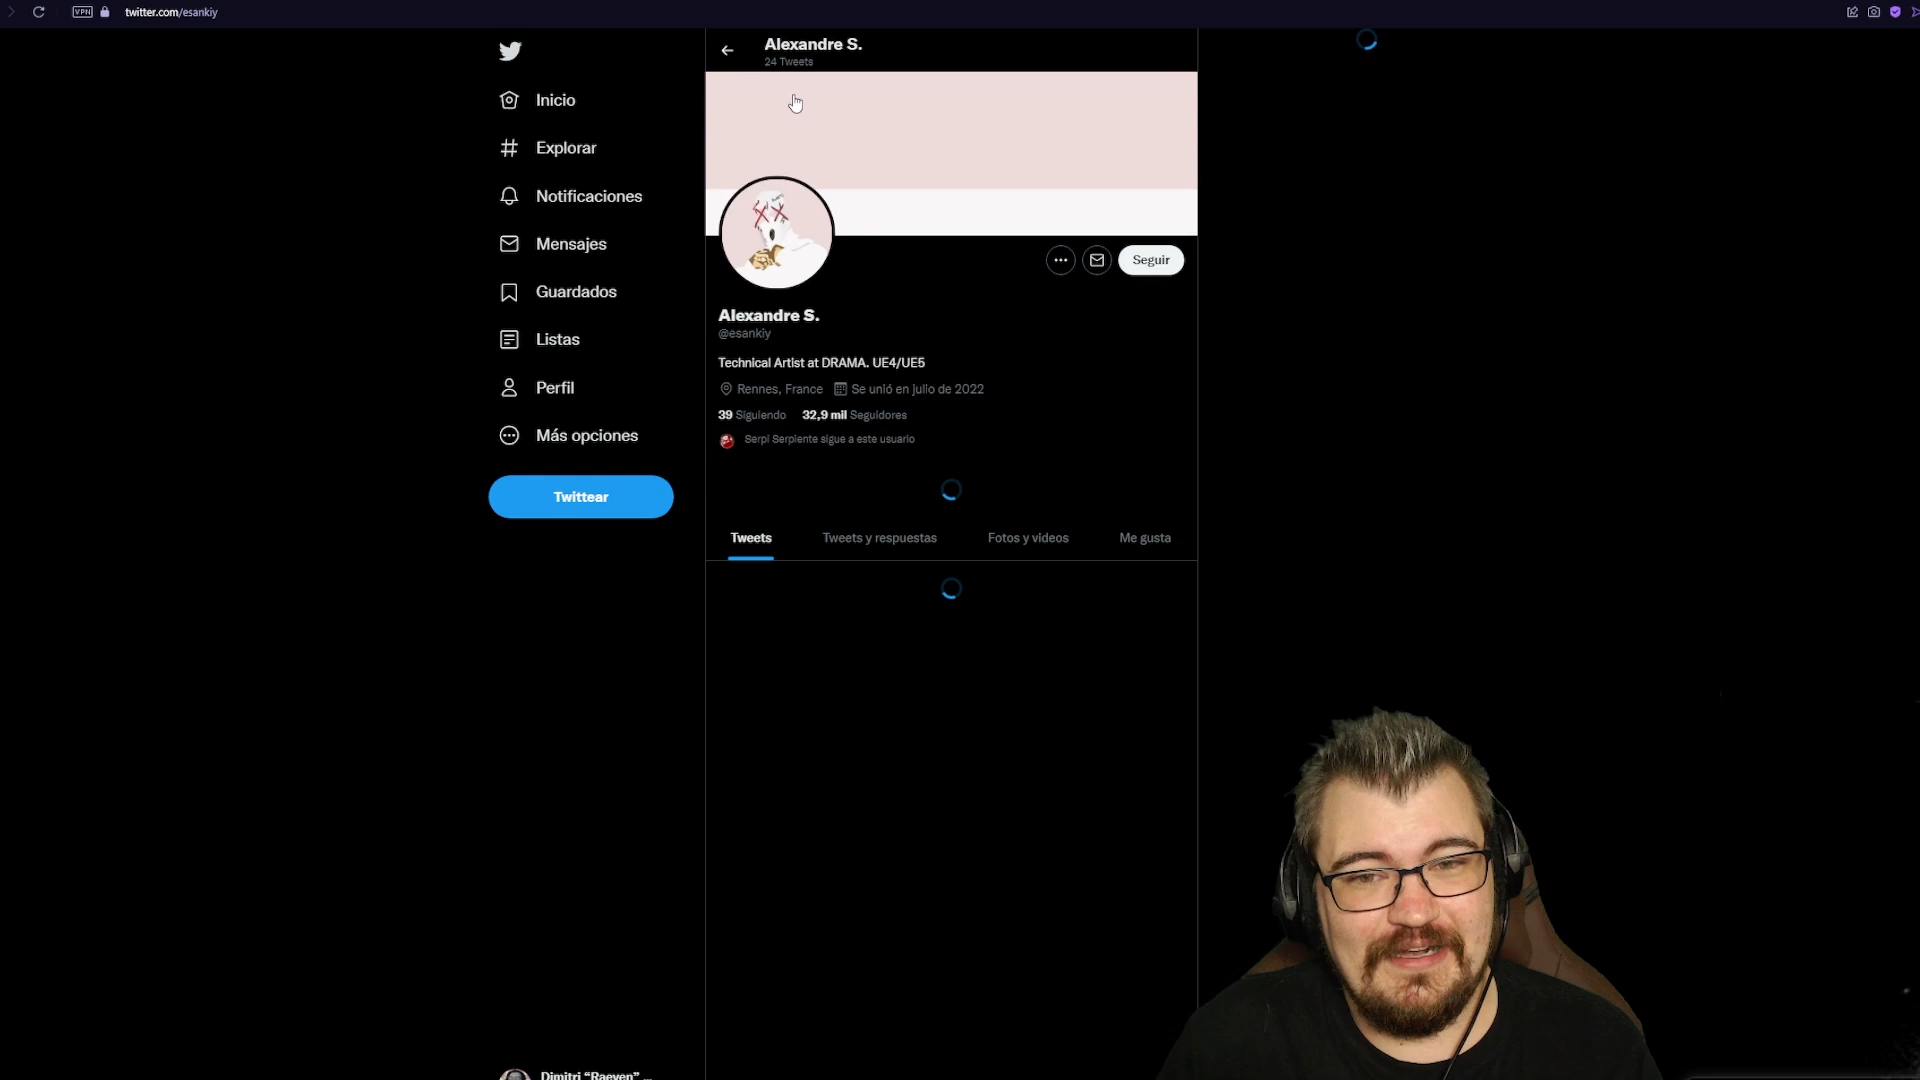 VPN
twitter.com/esankiy
Alexandre S.
24 Tweets
Inicio
Explorar
Notificaciones
Mensajes
Guardados
Listas
Perfil
Más opciones
Twittear
Seguir
Alexandre S.
@esankiy
Technical Artist at DRAMA. UE4/UE5
Rennes, France Se unió en julio de 2022
39 Siguiendo 32,9 mil Seguidores
Serpi Serpiente sigue a este usuario
Tweets Tweets y respuestas Fotos y videos Me gusta
Dimitri “Raeven” ...